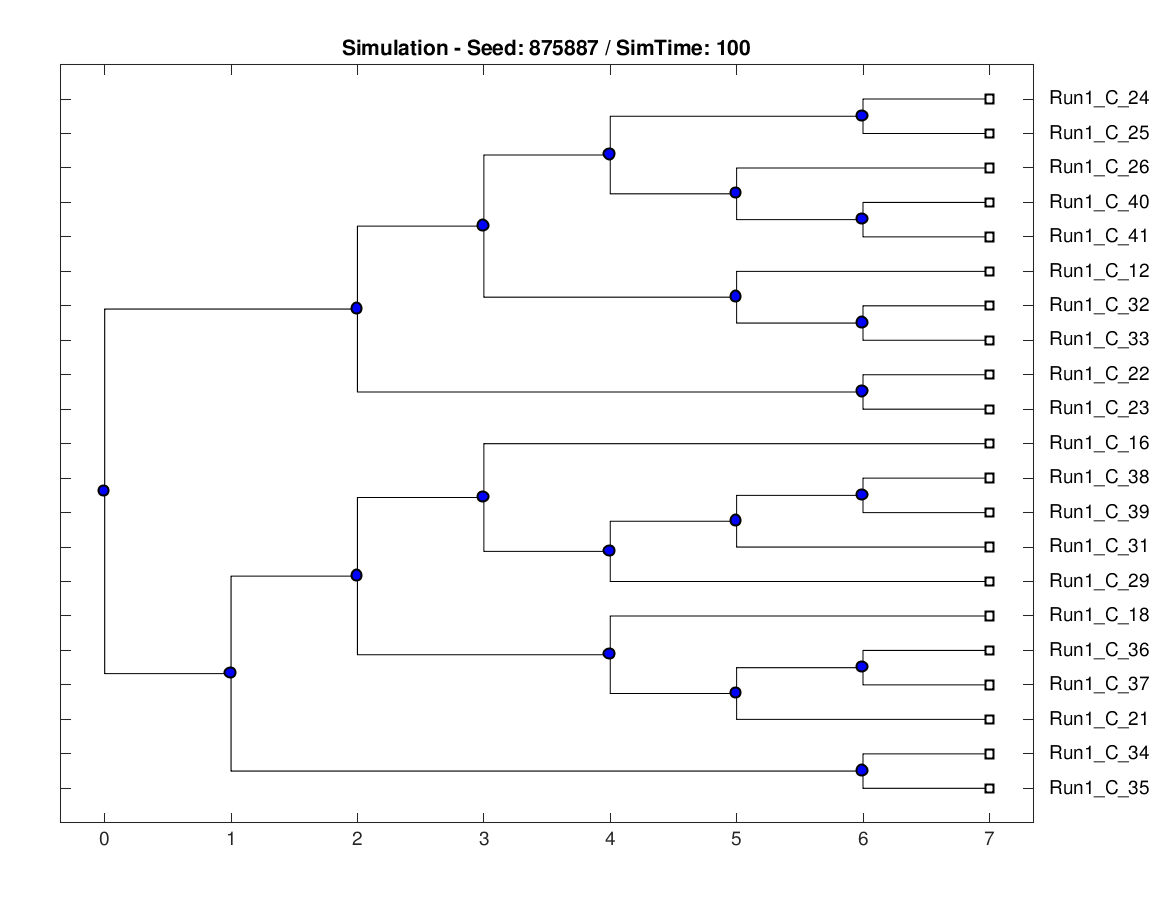 Simulation - Seed: 875887 / SimTime: 100
Run1_C_24
Run1_C_25
Run1_C_26
Run1_C_40
Run1_C_41
Run1_C_12
Run1_C_32
Run1_C_33
Run1_C_22
Run1_C_23
Run1_C_16
Run1_C_38
Run1_C_39
Run1_C_31
Run1_C_29
Run1_C_18
Run1_C_36
Run1_C_37
Run1_C_21
Run1_C_34
Run1_C_35
0 1 2 3 4 5 6 7